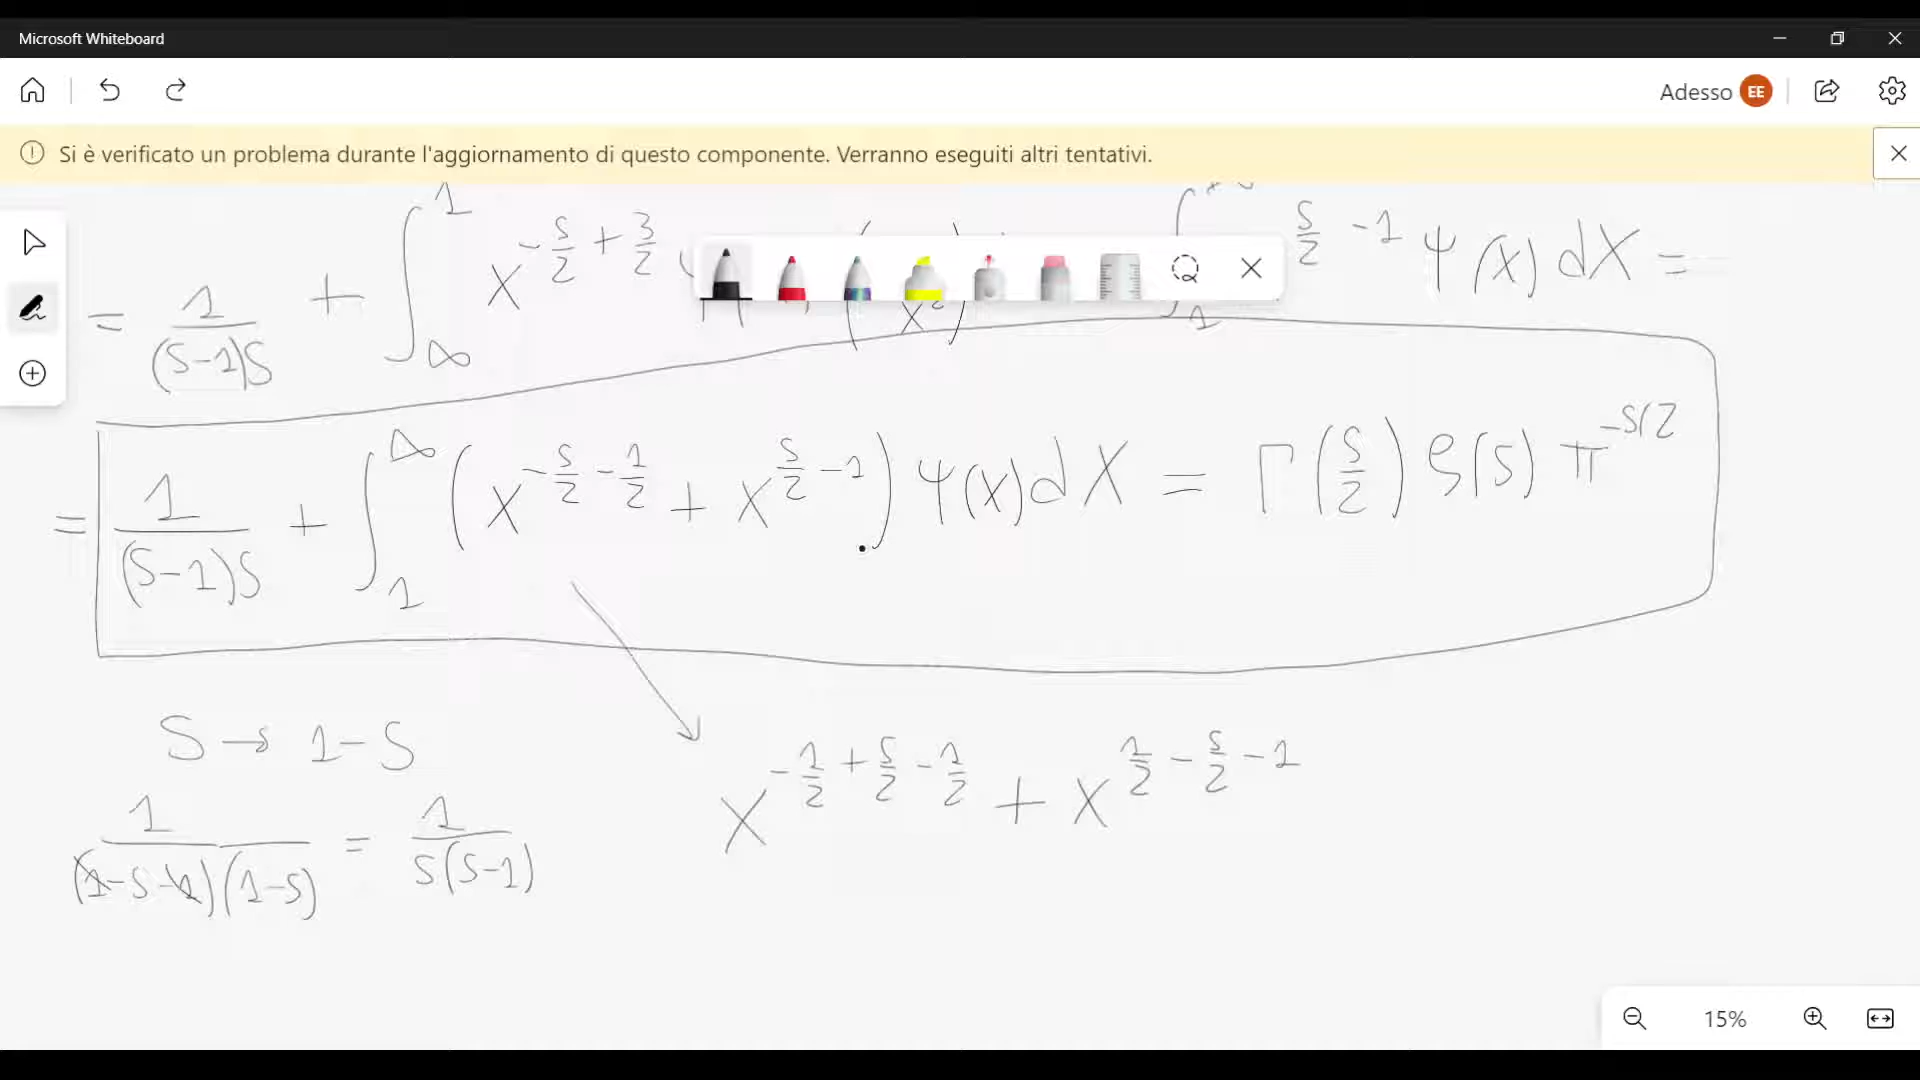 Microsoft Whiteboard
Adesso EE
Si è verificato un problema durante l'aggiornamento di questo componente. Verranno eseguiti altri tentativi.
= 1/((S-1)S) + ∫_∞^1 x^(-s/2 + 3/2) x² ∫_1 s/2 -1 Ψ(x)dx =
= 1/((S-1)S) + ∫_1^∞ (x^(-s/2 - 1/2) + x^(s/2 - 1)) Ψ(x)dx = Γ(s/2) ζ(s) π^(-s/2)
S → 1-S
x^(-1/2 + s/2 - 1/2) + x^(1/2 - s/2 - 1)
1/((1-s-1)(1-s)) = 1/(s(s-1))
15%